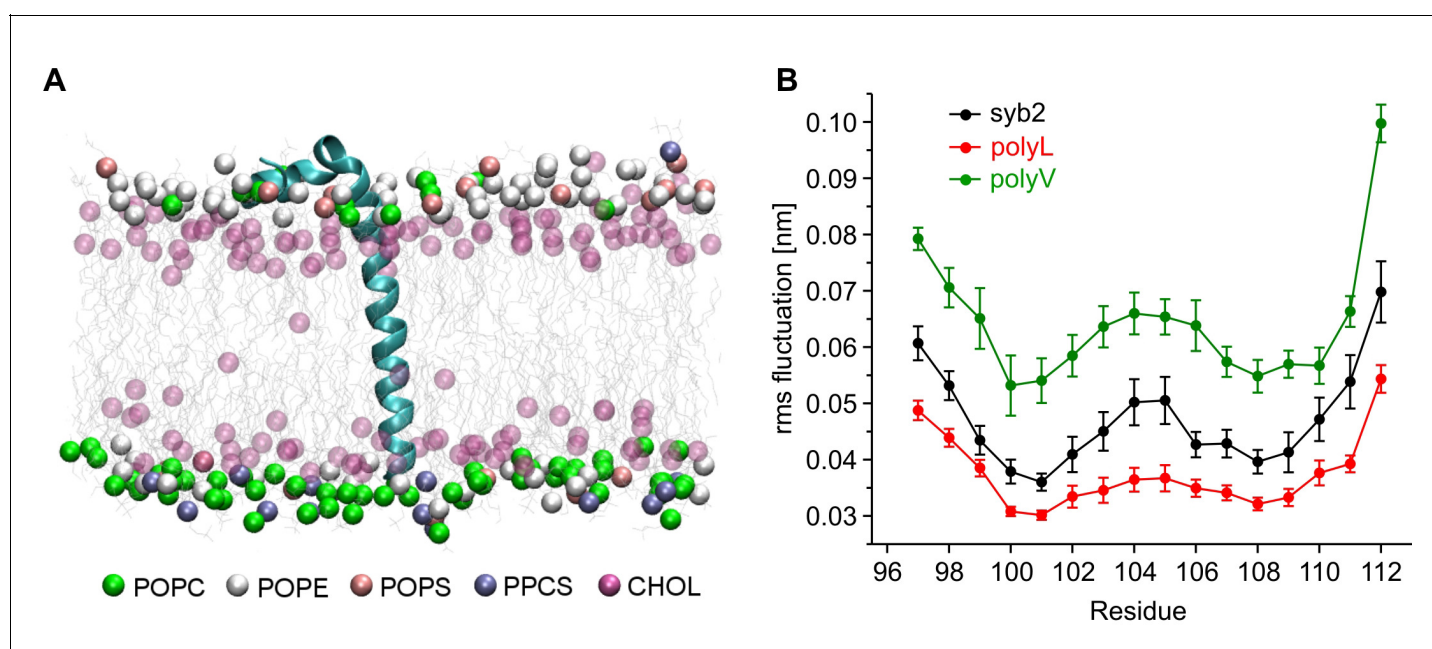 A
B
POPC POPE POPS PPCS CHOL
syb2
polyL
polyV
rms fluctuation [nm]
0.10
0.09
0.08
0.07
0.06
0.05
0.04
0.03
96 98 100 102 104 106 108 110 112
Residue